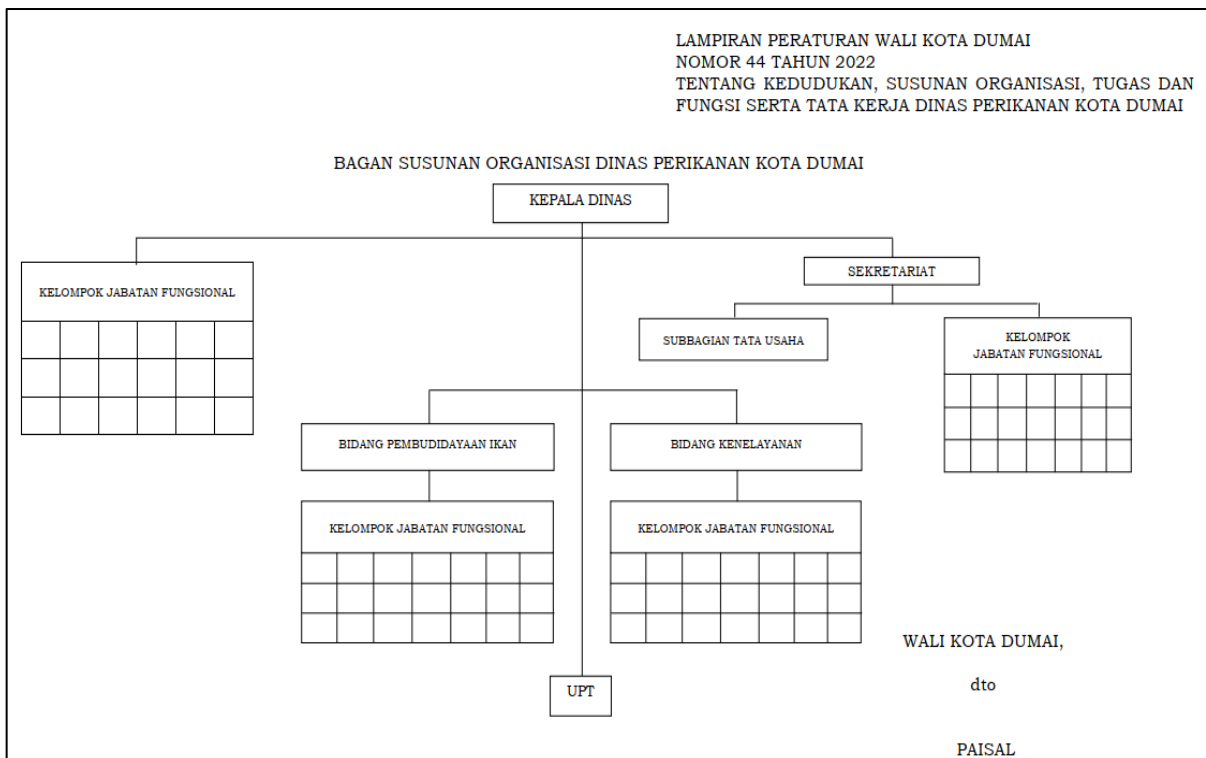 LAMPIRAN PERATURAN WALI KOTA DUMAI
NOMOR 44 TAHUN 2022
TENTANG KEDUDUKAN, SUSUNAN ORGANISASI, TUGAS DAN
FUNGSI SERTA TATA KERJA DINAS PERIKANAN KOTA DUMAI
BAGAN SUSUNAN ORGANISASI DINAS PERIKANAN KOTA DUMAI
KEPALA DINAS
KELOMPOK JABATAN FUNGSIONAL
SEKRETARIAT
SUBBAGIAN TATA USAHA
KELOMPOK
JABATAN FUNGSIONAL
BIDANG PEMBUDIDAYAAN IKAN
BIDANG KENELAYANAN
KELOMPOK JABATAN FUNGSIONAL
KELOMPOK JABATAN FUNGSIONAL
UPT
WALI KOTA DUMAI,
dto
PAISAL